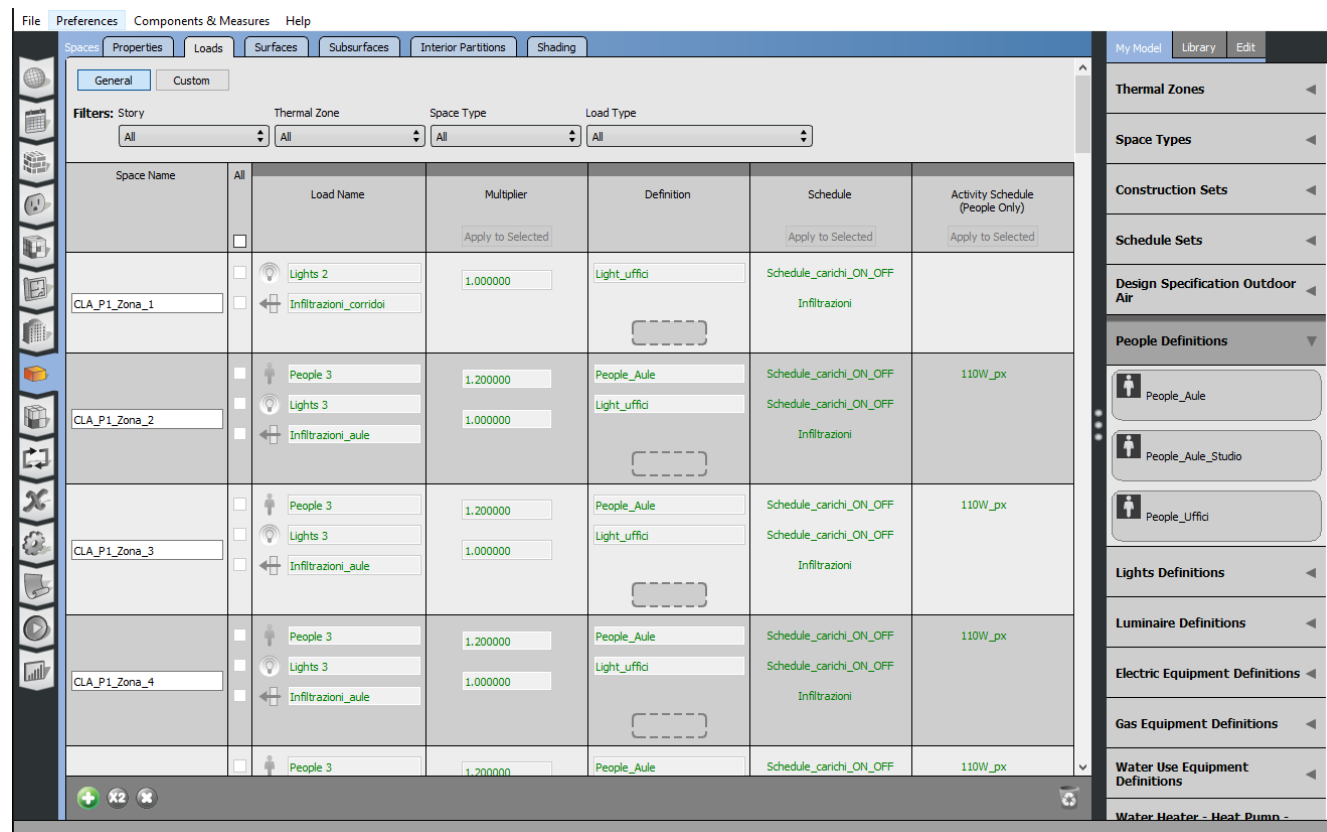 File Preferences Components & Measures Help
Spaces Properties Loads Surfaces Subsurfaces Interior Partitions Shading
My Model Library Edit
General Custom
Filters: Story Thermal Zone Space Type Load Type
All All All All
Space Name All Load Name Multiplier Definition Schedule Activity Schedule
(People Only)
Apply to Selected Apply to Selected Apply to Selected
CLA_P1_Zona_1
Lights 2 1.000000 Light_uffici Schedule_carichi_ON_OFF
Infiltrazioni_corridoi Infiltrazioni
CLA_P1_Zona_2
People 3 1.200000 People_Aule Schedule_carichi_ON_OFF 110W_px
Lights 3 1.000000 Light_uffici Schedule_carichi_ON_OFF
Infiltrazioni_aule Infiltrazioni
CLA_P1_Zona_3
People 3 1.200000 People_Aule Schedule_carichi_ON_OFF 110W_px
Lights 3 1.000000 Light_uffici Schedule_carichi_ON_OFF
Infiltrazioni_aule Infiltrazioni
CLA_P1_Zona_4
People 3 1.200000 People_Aule Schedule_carichi_ON_OFF 110W_px
Lights 3 1.000000 Light_uffici Schedule_carichi_ON_OFF
Infiltrazioni_aule Infiltrazioni
People 3 1.200000 People_Aule Schedule_carichi_ON_OFF 110W_px
X2
Thermal Zones
Space Types
Construction Sets
Schedule Sets
Design Specification Outdoor
Air
People Definitions
People_Aule
People_Aule_Studio
People_Uffici
Lights Definitions
Luminaire Definitions
Electric Equipment Definitions
Gas Equipment Definitions
Water Use Equipment
Definitions
Water Heater - Heat Pump -